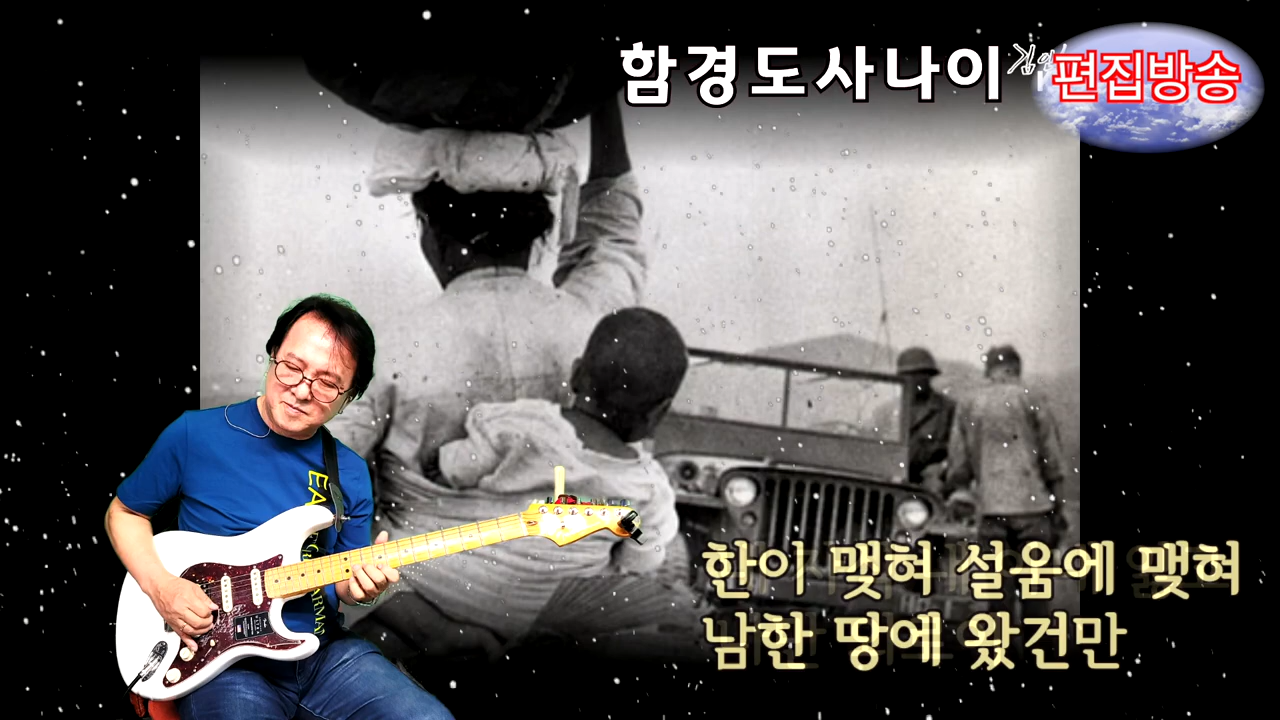 함경도사나이
편집방송
한이 맺혀 설움에 맺혀
남한 땅에 왔건만